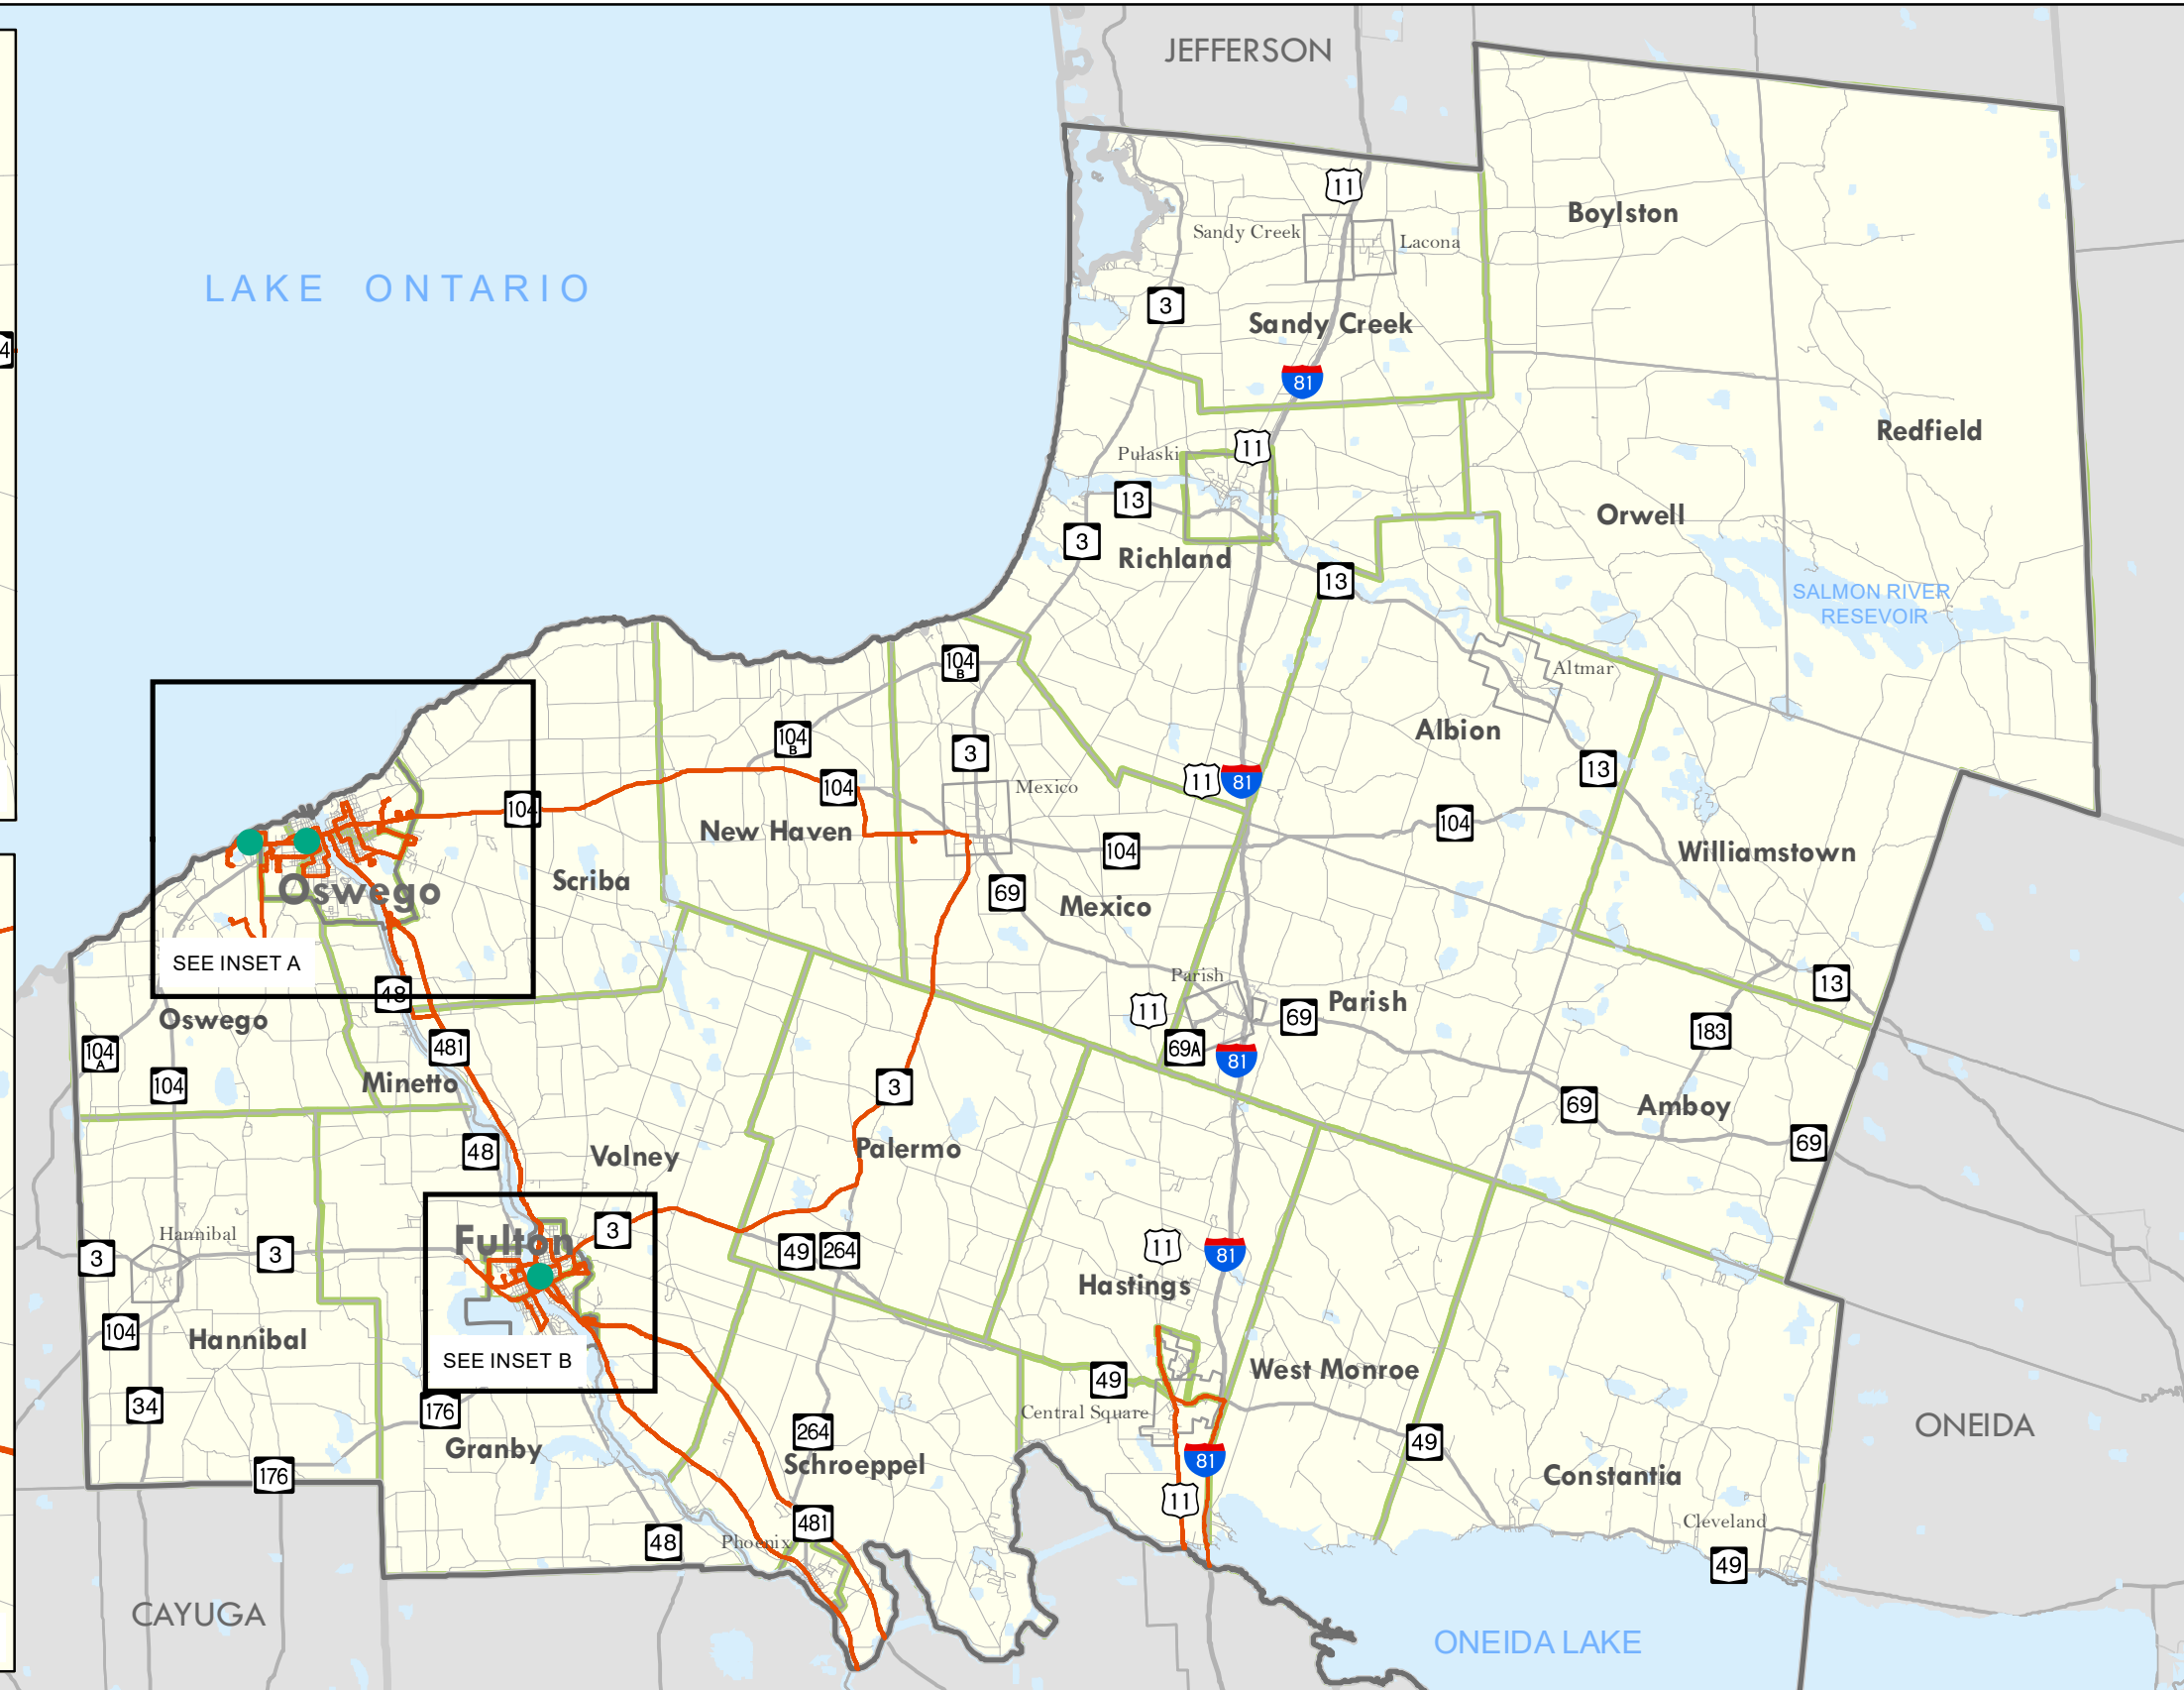 JEFFERSON
11
Boylston
Sandy Creek
Lacona
LAKE ONTARIO
3
Sandy Creek
4
81
Redfield
11
Pulaski
13
Orwell
3
Richland
13
SALMON RIVER
RESEVOIR
104
B
Altmar
Albion
104
B
3
13
11
81
104
Mexico
104
104
New Haven
104
Williamstown
Scriba
69
Mexico
Oswego
SEE INSET A
Parish
13
48
Oswego
11
69
Parish
183
481
69A
81
104
A
104
Minetto
3
69
Amboy
48
Volney
Palermo
69
Hannibal
3
3
Fulton
3
49
264
11
81
Hastings
104
Hannibal
SEE INSET B
West Monroe
49
34
176
Central Square
ONEIDA
264
49
Granby
Schroeppel
81
176
Constantia
11
481
Cleveland
48
Phoenix
49
CAYUGA
ONEIDA LAKE